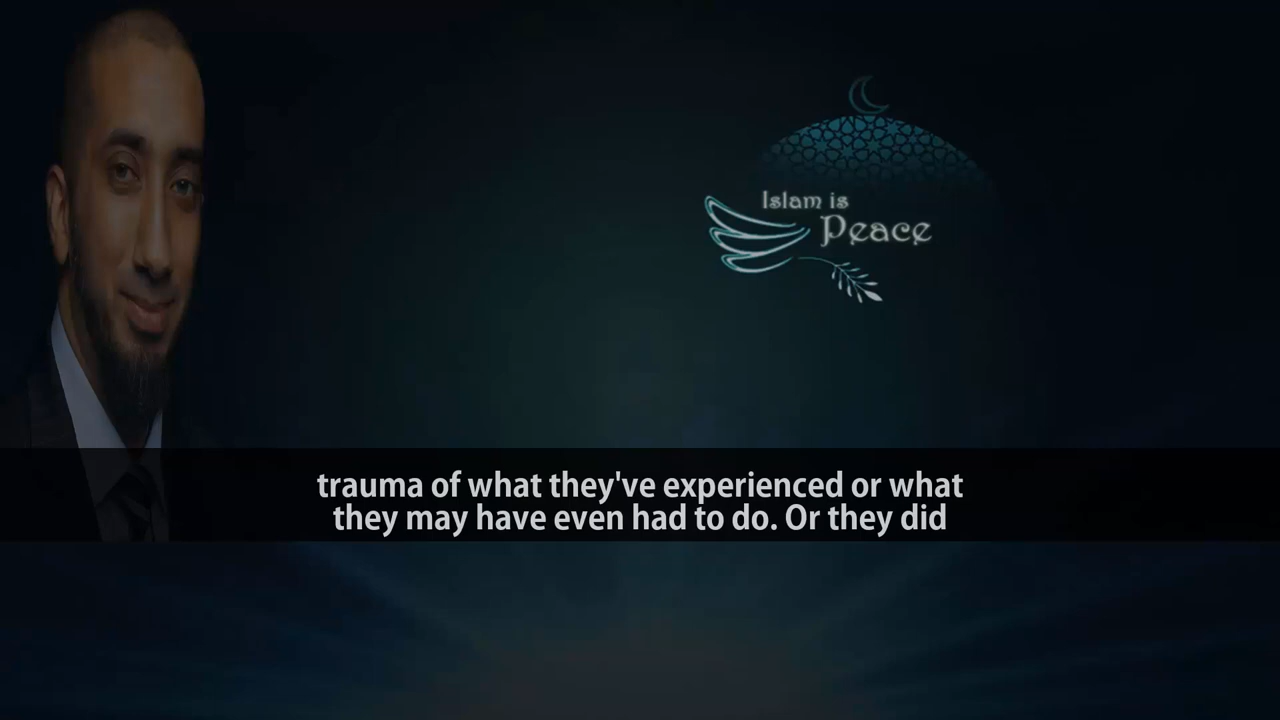 Islam is
Peace
trauma of what they've experienced or what
they may have even had to do. Or they did